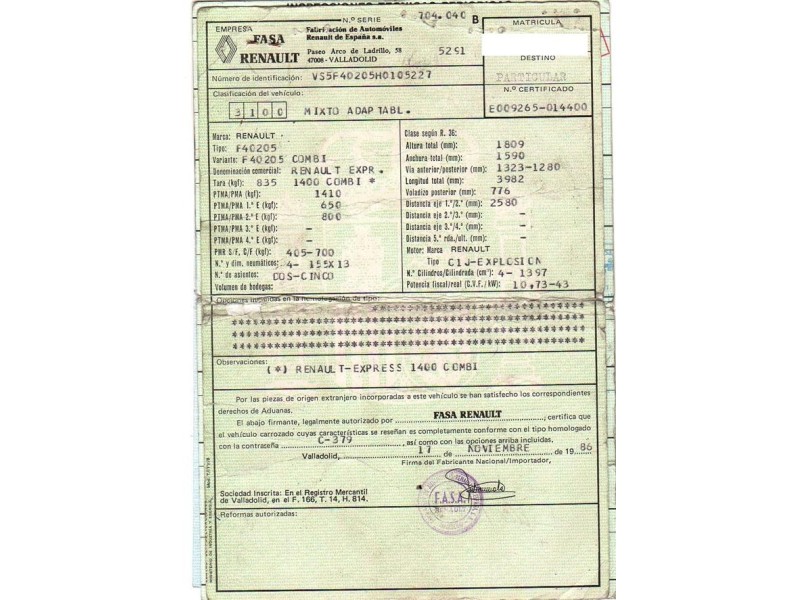 INSPECCIONES TECNICAS PERIODICAS
N.º SERIE 704.040 B
EMPRESA
FASA
RENAULT
Fabricación de Automóviles
Renault de España s.a.
Paseo Arco de Ladrillo, 58
47008 - VALLADOLID
5291
MATRICULA
DESTINO
PARTICULAR
N.º CERTIFICADO
E009265-014400
Número de identificación: VS5F40205H0105227
Clasificación del vehículo:
3100 MIXTO ADAPTABL.
Marca: RENAULT
Tipo: F40205
Variante: F40205 COMBI
Denominación comercial: RENAULT EXPR.
Tara (kg) 835 1400 COMBI *
PTMA/PMA (kgf) 1410
PTMA/PMA 1.º E (kgf) 650
PTMA/PMA 2.º E (kgf) 800
PTMA/PMA 3.º E (kgf) -
PTMA/PMA 4.º E (kgf) -
PMR S/F, C/F (kg) 405-700
N.º y dim. neumáticos: 4- 155X13
N.º de asientos: DOS-CINCO
Volumen de bodegas:
Clase según N. 36:
Altura total (mm): 1809
Anchura total (mm): 1590
Vía anterior/posterior (mm): 1323-1280
Longitud total (mm): 3982
Voladizo posterior (mm): 776
Distancia eje 1.º/2.º (mm): 2580
Distancia eje 2.º/3.º (mm): -
Distancia eje 3.º/4.º (mm): -
Distancia 5.ª rda./ult. (mm): -
Motor: Marca RENAULT
Tipo C1J-EXPLOSION
N.º Cilindros/Cilindrada (cm³): 4- 1397
Potencia fiscal/real (C.V.F./kW): 10,73-43
Opciones incluidas en la homologación de tipo:
Observaciones:
(*) RENAULT-EXPRESS 1400 COMBI
Por las piezas de origen extranjero incorporadas a este vehículo se han satisfecho los correspondientes
derechos de Aduanas.
El abajo firmante, legalmente autorizado por FASA RENAULT, certifica que
el vehículo carrozado cuyas características se reseñan es completamente conforme con el tipo homologado
con la contraseña C-379, así como con las opciones arriba incluidas.
Valladolid, 17 de NOVIEMBRE de 1986
Firma del Fabricante Nacional/Importador,
Sociedad Inscrita: En el Registro Mercantil
de Valladolid, en el F. 166, T. 14, H. 814.
F.A.S.A.
Reformas autorizadas: